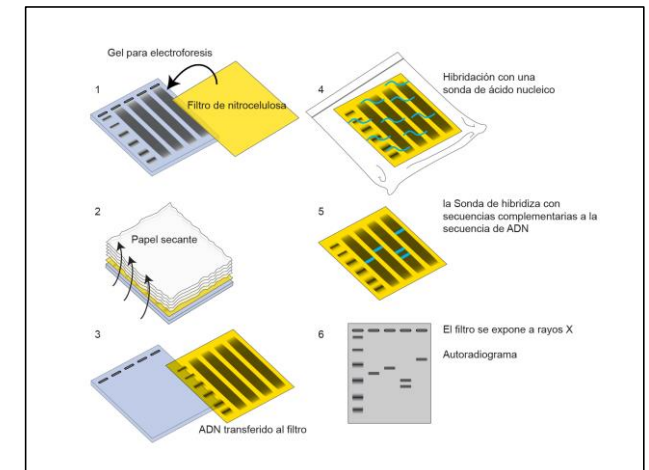 Gel para electroforesis
1
Filtro de nitrocelulosa
2
Papel secante
3
ADN transferido al filtro
4
Hibridación con una
sonda de ácido nucleico
5
la Sonda de hibridiza con
secuencias complementarias a la
secuencia de ADN
6
El filtro se expone a rayos X
Autoradiograma